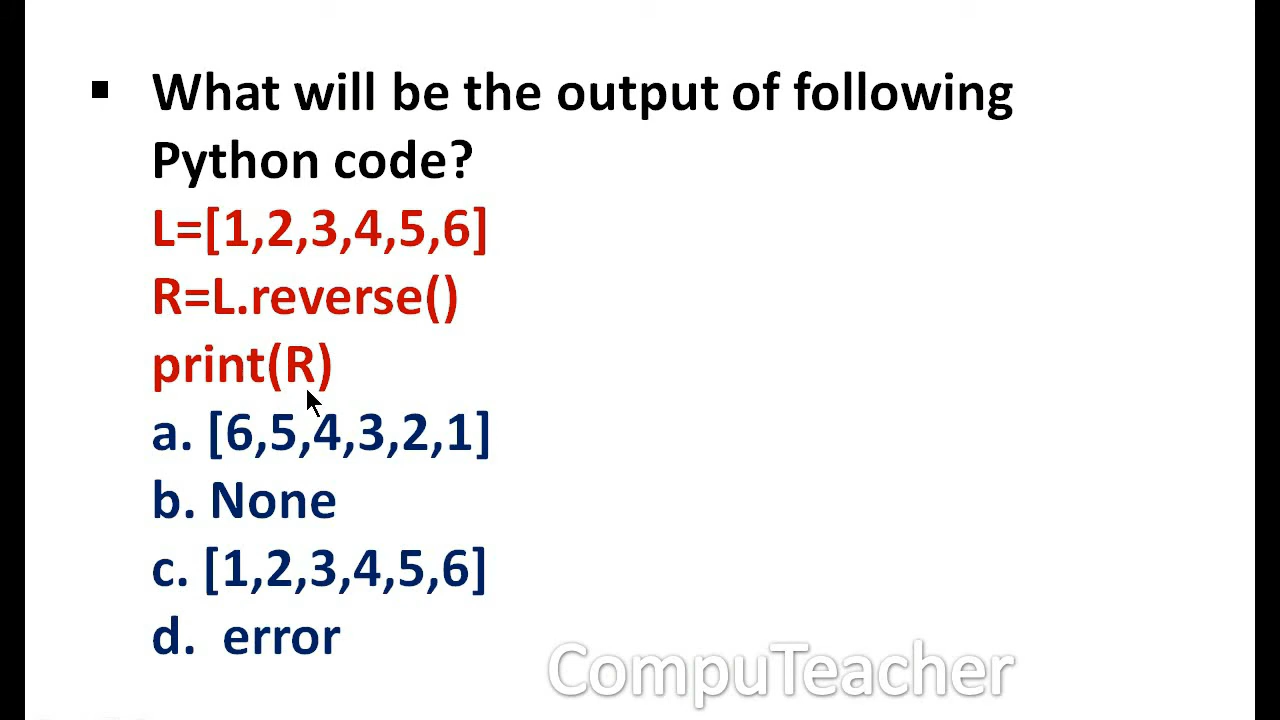 ▪ What will be the output of following
Python code?
L=[1,2,3,4,5,6]
R=L.reverse()
print(R)
a. [6,5,4,3,2,1]
b. None
c. [1,2,3,4,5,6]
d. error
CompuTeacher